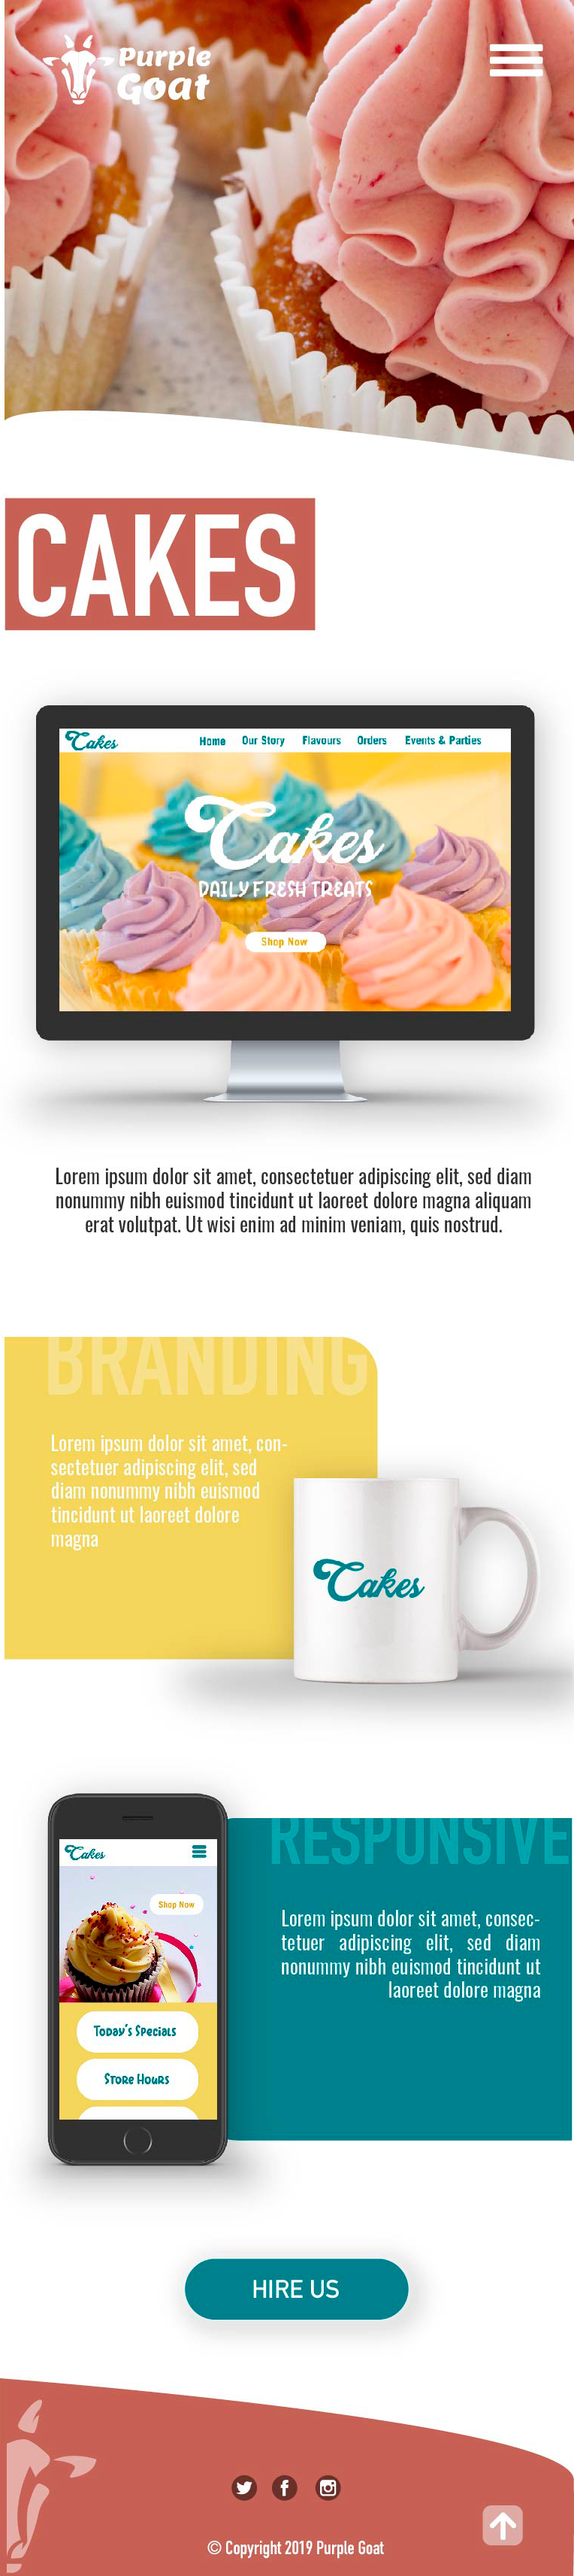 Purple
Goat
CAKES
Cakes
Home Our Story Flavours Orders Events & Parties
Cakes
DAILY FRESH TREATS
Shop Now
Lorem ipsum dolor sit amet, consectetuer adipiscing elit, sed diam
nonummy nibh euismod tincidunt ut laoreet dolore magna aliquam
erat volutpat. Ut wisi enim ad minim veniam, quis nostrud.
BRANDING
Lorem ipsum dolor sit amet, con-
sectetuer adipiscing elit, sed
diam nonummy nibh euismod
tincidunt ut laoreet dolore
magna
Cakes
Cakes
Shop Now
Today's Specials
Store Hours
RESPONSIVE
Lorem ipsum dolor sit amet, consec-
tetuer adipiscing elit, sed diam
nonummy nibh euismod tincidunt ut
laoreet dolore magna
HIRE US
© Copyright 2019 Purple Goat